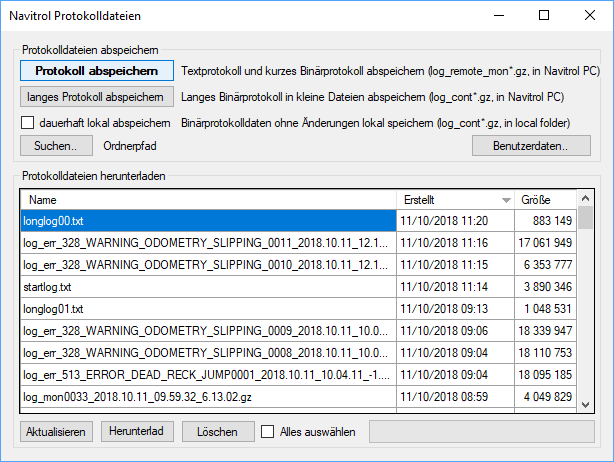 Navitrol Protokolldateien
Protokolldateien abspeichern
Protokoll abspeichern Textprotokoll und kurzes Binärprotokoll abspeichern (log_remote_mon*.gz, in Navitrol PC)
langes Protokoll abspeichern Langes Binärprotokoll in kleine Dateien abspeichern (log_cont*.gz, in Navitrol PC)
dauerhaft lokal abspeichern Binärprotokolldaten ohne Änderungen lokal speichern (log_cont*.gz, in local folder)
Suchen.. Ordnerpfad Benutzerdaten..
Protokolldateien herunterladen
Name Erstellt Größe
longlog00.txt 11/10/2018 11:20 883 149
log_err_328_WARNING_ODOMETRY_SLIPPING_0011_2018.10.11_12.1... 11/10/2018 11:16 17 061 949
log_err_328_WARNING_ODOMETRY_SLIPPING_0010_2018.10.11_12.1... 11/10/2018 11:15 6 353 777
startlog.txt 11/10/2018 11:14 3 890 346
longlog01.txt 11/10/2018 09:13 1 048 531
log_err_328_WARNING_ODOMETRY_SLIPPING_0009_2018.10.11_10.0... 11/10/2018 09:06 18 339 947
log_err_328_WARNING_ODOMETRY_SLIPPING_0008_2018.10.11_10.0... 11/10/2018 09:04 18 110 753
log_err_513_ERROR_DEAD_RECK_JUMP0001_2018.10.11_10.04.11_-1.... 11/10/2018 09:04 18 095 185
log_mon0033_2018.10.11_09.59.32_6.13.02.gz 11/10/2018 08:59 4 049 829
Aktualisieren Herunterlad Löschen Alles auswählen